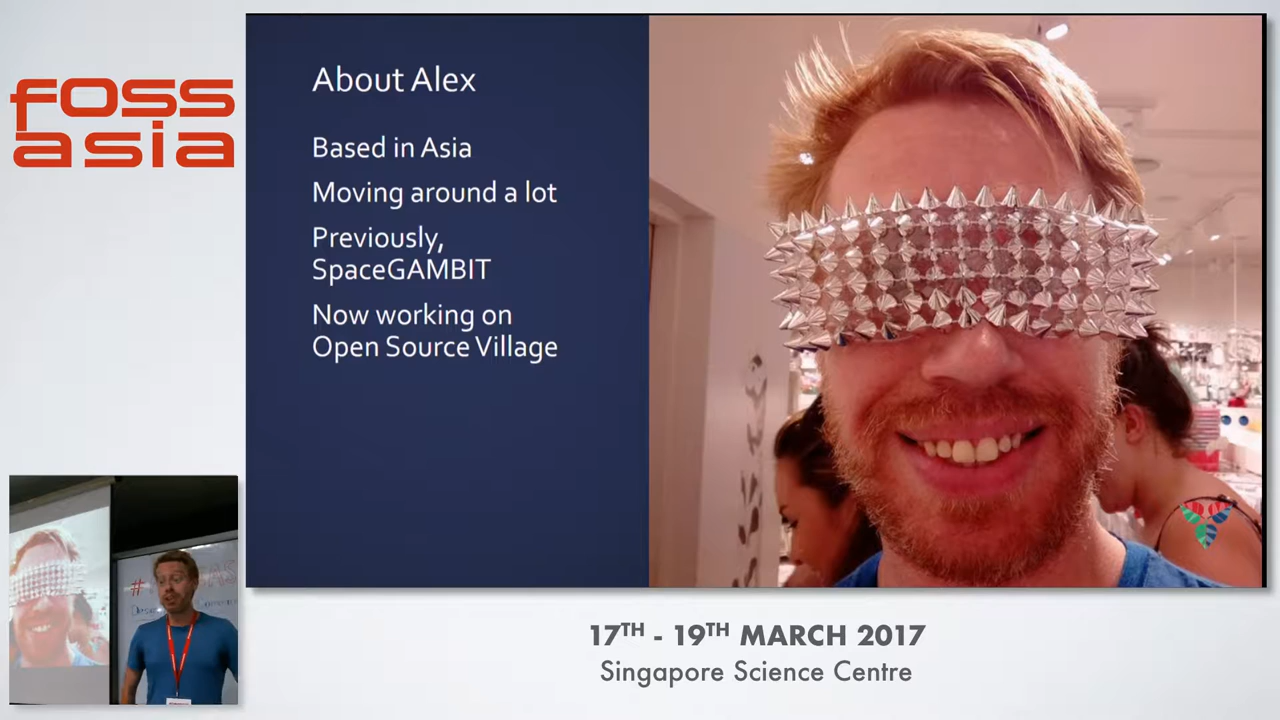 foss
asia
About Alex
Based in Asia
Moving around a lot
Previously,
SpaceGAMBIT
Now working on
Open Source Village
17TH - 19TH MARCH 2017
Singapore Science Centre